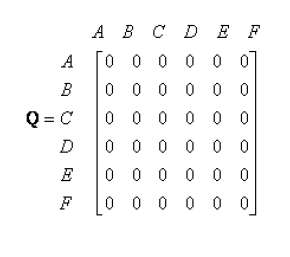 A B C D E F
A [0 0 0 0 0 0]
B [0 0 0 0 0 0]
Q = C [0 0 0 0 0 0]
D [0 0 0 0 0 0]
E [0 0 0 0 0 0]
F [0 0 0 0 0 0]